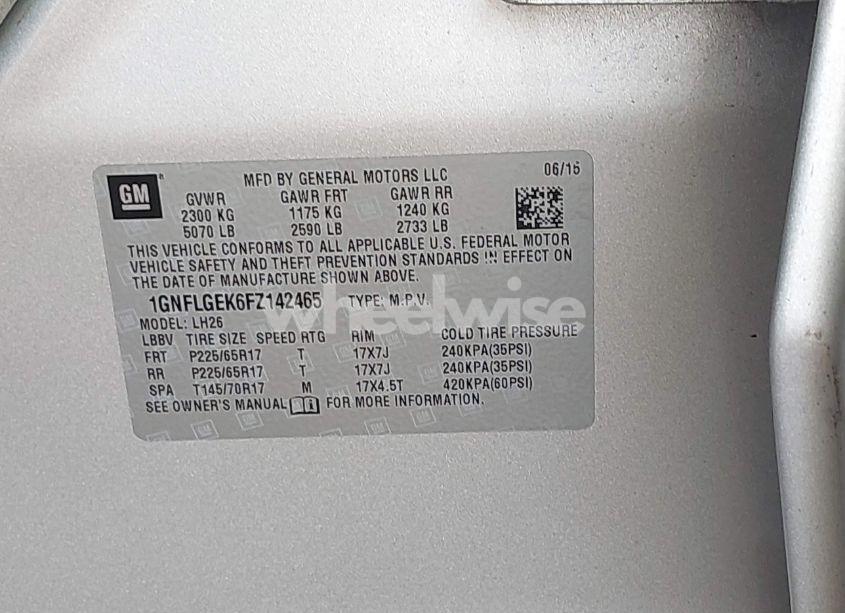 GM
MFD BY GENERAL MOTORS LLC 06/15
GVWR GAWR FRT GAWR RR
2300 KG 1175 KG 1240 KG
5070 LB 2590 LB 2733 LB
THIS VEHICLE CONFORMS TO ALL APPLICABLE U.S. FEDERAL MOTOR
VEHICLE SAFETY AND THEFT PREVENTION STANDARDS IN EFFECT ON
THE DATE OF MANUFACTURE SHOWN ABOVE.
1GNFLGEK6FZ142465 TYPE: M.P.V.
wheelwise
MODEL: LH26
LBBV TIRE SIZE SPEED RTG RIM COLD TIRE PRESSURE
FRT P225/65R17 T 17X7J 240KPA(35PSI)
RR P225/65R17 T 17X7J 240KPA(35PSI)
SPA T145/70R17 M 17X4.5T 420KPA(60PSI)
SEE OWNER'S MANUAL FOR MORE INFORMATION.